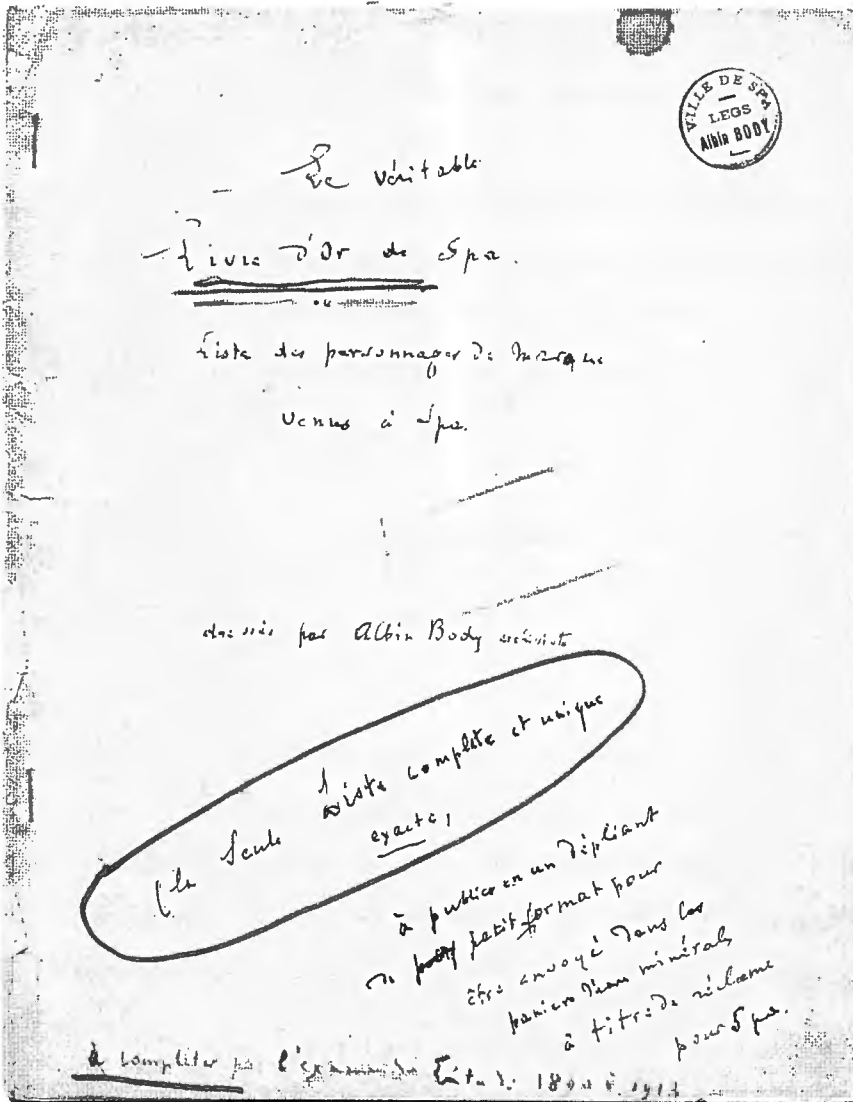 VILLE DE SPA
LEGS
Albin BODY
Le véritable
Livre d'Or de Spa.
ou
Liste des personnages de marque
venus à Spa.
dressée par Albin Body archiviste
(la seule Liste complète et unique
exacte)
à publier en un dépliant
de petit format pour
être envoyé dans les
paniers d'eau minérale
à titre de réclame
pour Spa.
à compléter par l'examen des